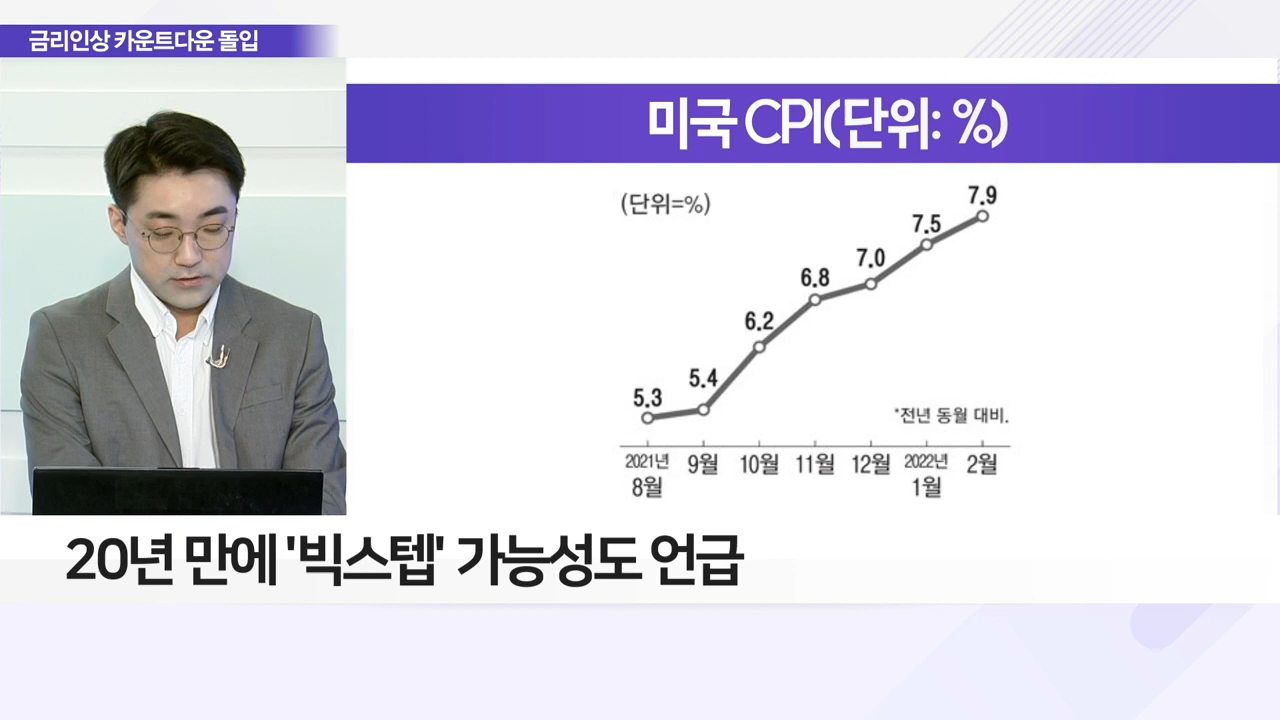 금리인상 카운트다운 돌입
미국 CPI(단위: %)
(단위=%)
5.3
5.4
6.2
6.8
7.0
7.5
7.9
*전년 동월 대비.
2021년
8월
9월
10월
11월
12월
2022년
1월
2월
20년 만에 '빅스텝' 가능성도 언급